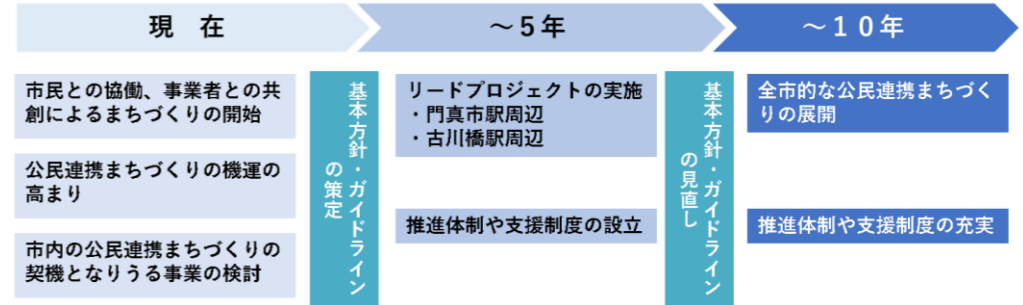 現　在
～５年
～１０年
市民との協働、事業者との共
創によるまちづくりの開始
公民連携まちづくりの機運の
高まり
市内の公民連携まちづくりの
契機となりうる事業の検討
基本方針・ガイドライン
の策定
リードプロジェクトの実施
・門真市駅周辺
・古川橋駅周辺
推進体制や支援制度の設立
基本方針・ガイドライン
の見直し
全市的な公民連携まちづく
りの展開
推進体制や支援制度の充実